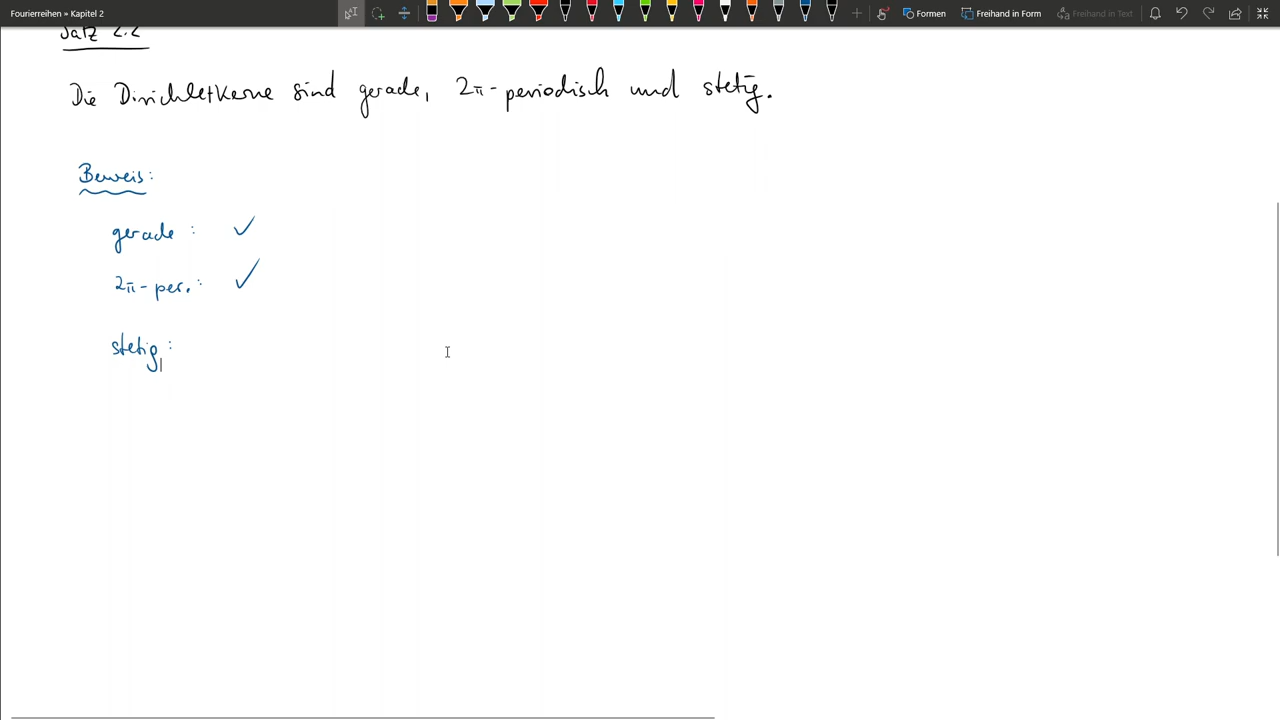 Fourierreihen » Kapitel 2
Formen
Freihand in Form
Freihand in Text
Satz 2.2
Die Dirichletkerne sind gerade, 2π-periodisch und stetig.
Beweis:
gerade: ✓
2π-per.: ✓
stetig: